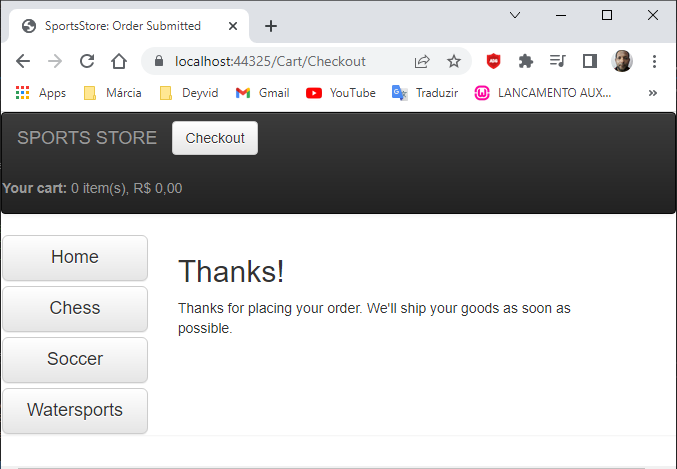 SportsStore: Order Submitted
localhost:44325/Cart/Checkout
Apps Márcia Deyvid Gmail YouTube Traduzir LANCAMENTO AUX...
SPORTS STORE Checkout
Your cart: 0 item(s), R$ 0,00
Home
Chess
Soccer
Watersports
Thanks!
Thanks for placing your order. We'll ship your goods as soon as
possible.